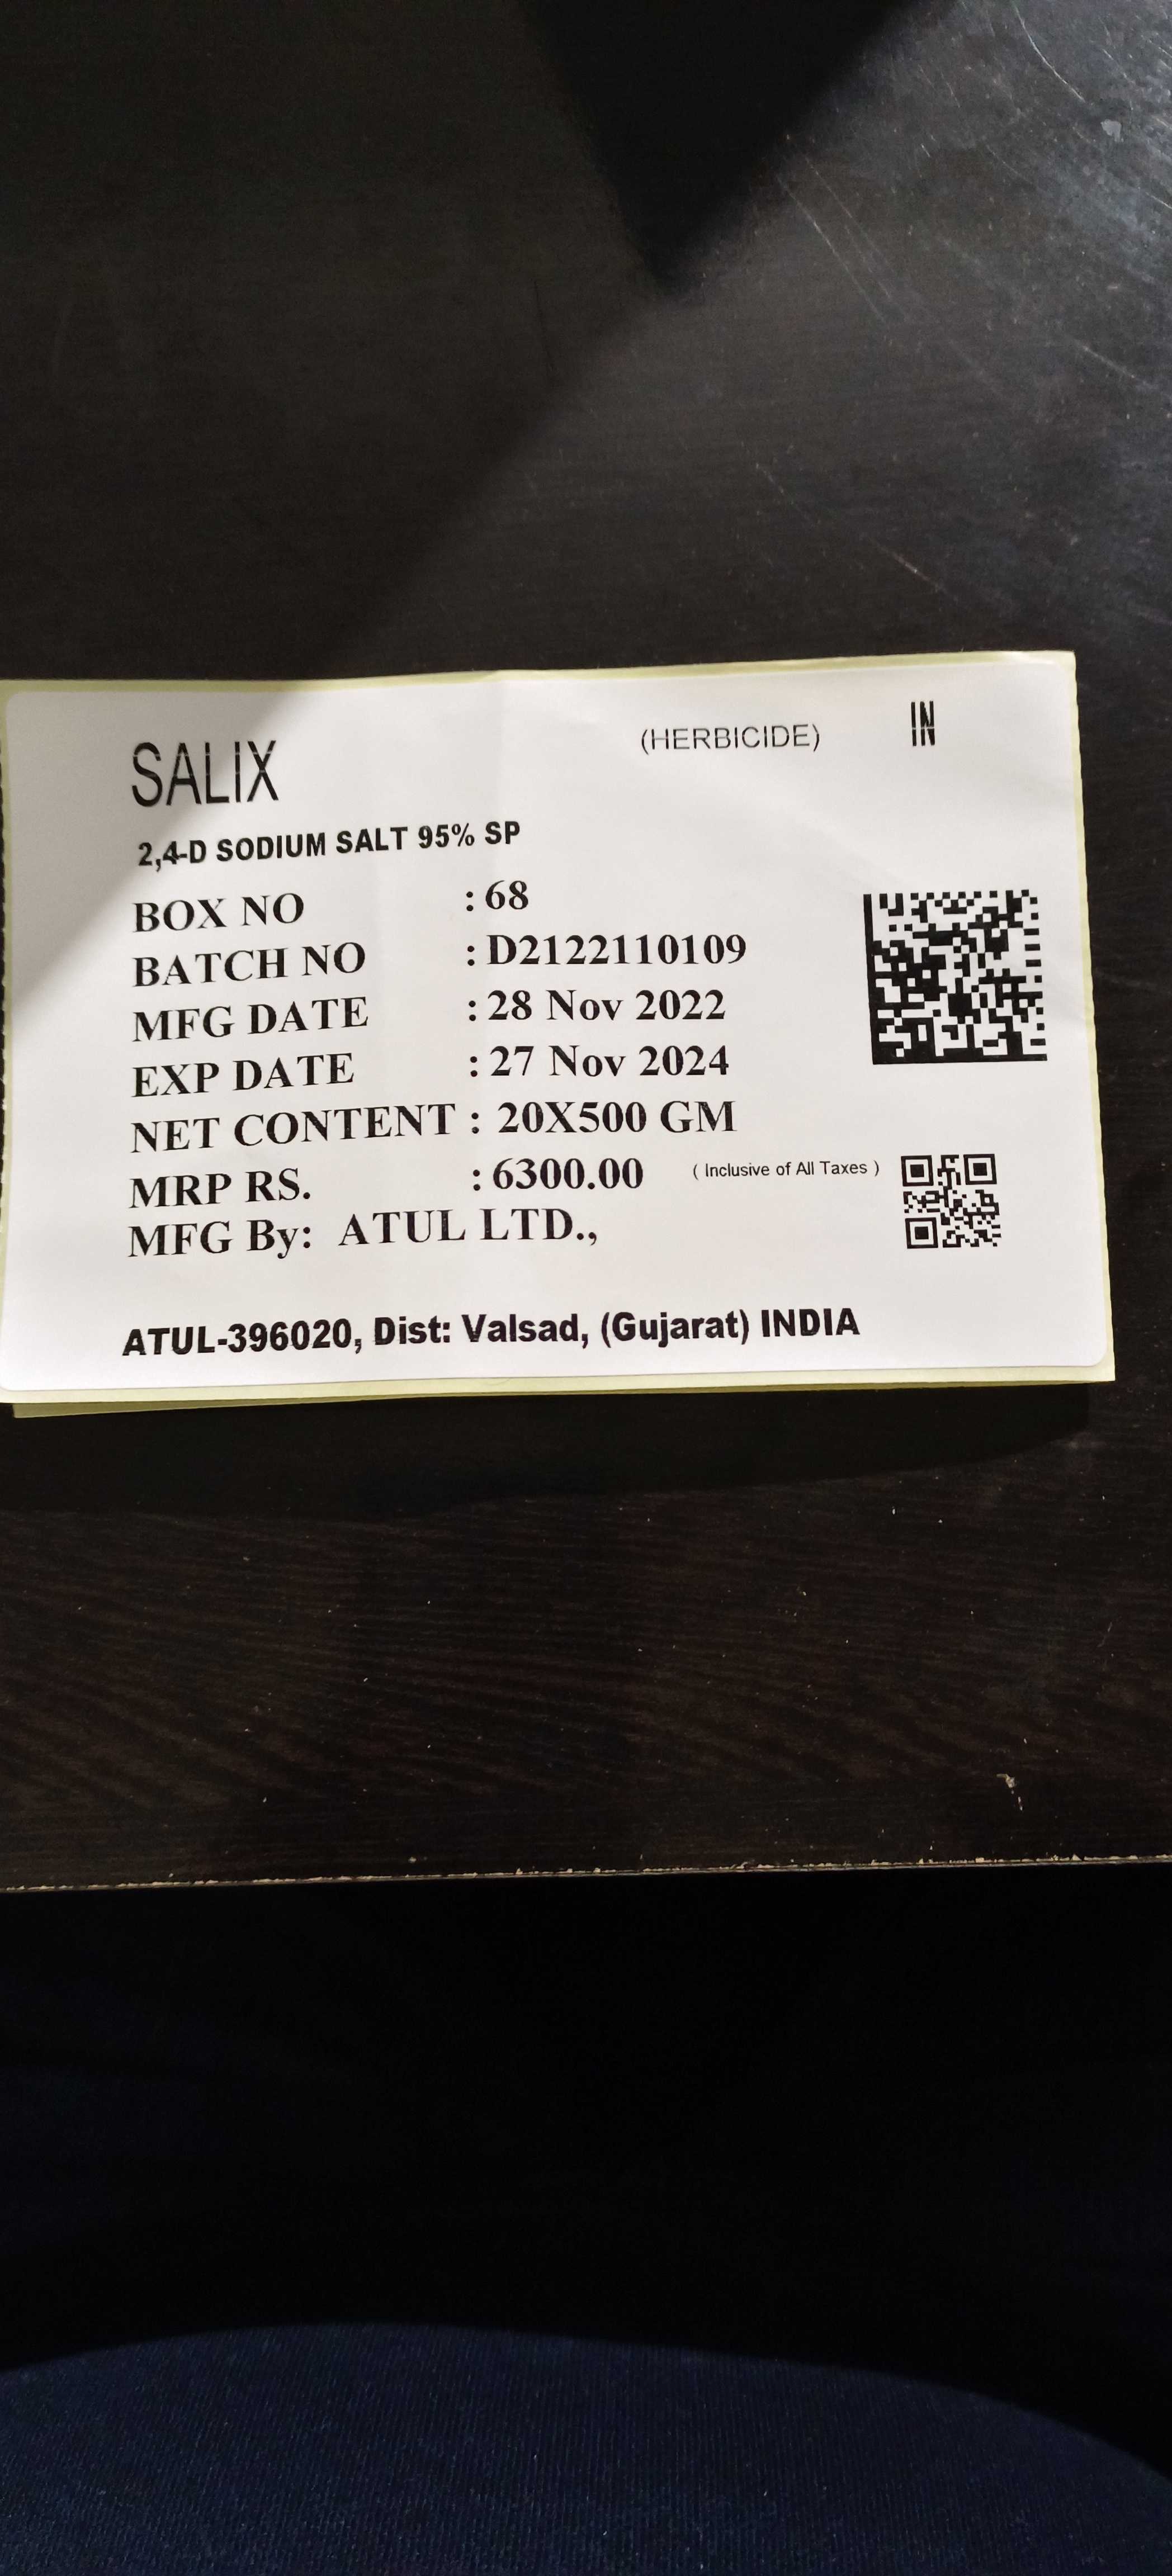 SALIX (HERBICIDE) IN
2,4-D SODIUM SALT 95% SP
BOX NO : 68
BATCH NO : D2122110109
MFG DATE : 28 Nov 2022
EXP DATE : 27 Nov 2024
NET CONTENT : 20X500 GM
MRP RS. : 6300.00 ( Inclusive of All Taxes )
MFG By: ATUL LTD.,
ATUL-396020, Dist: Valsad, (Gujarat) INDIA